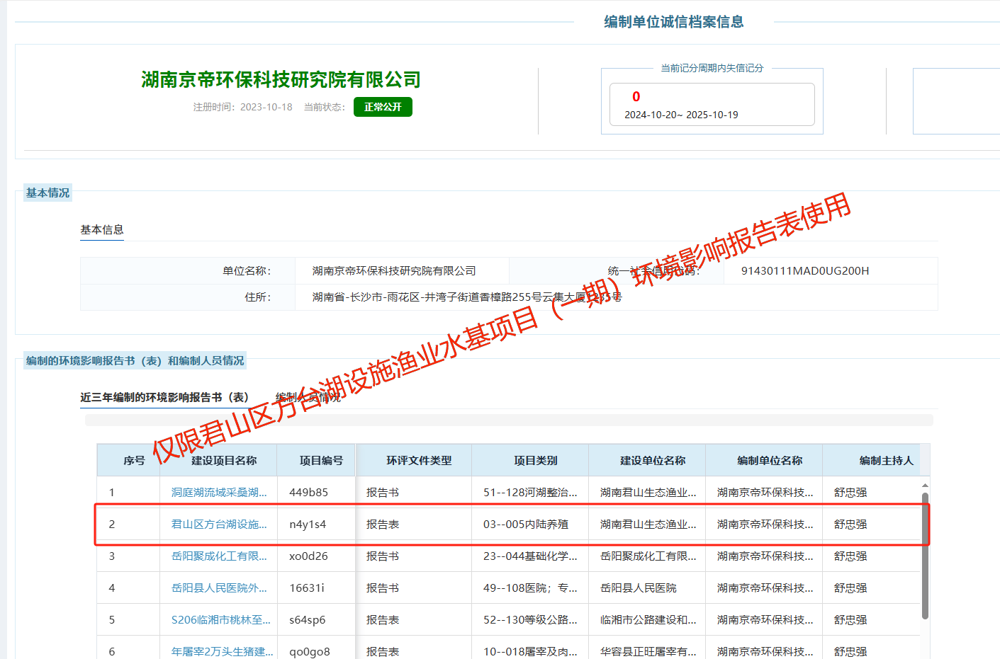 编制单位诚信档案信息
湖南京帝环保科技研究院有限公司
注册时间：2023-10-18 当前状态： 正常公开
当前记分周期内失信记分
0
2024-10-20~ 2025-10-19
基本情况
基本信息
单位名称： 湖南京帝环保科技研究院有限公司 统一社会信用代码： 91430111MAD0UG200H
住所： 湖南省-长沙市-雨花区-井湾子街道香樟路255号云集大厦1235号
仅限君山区方台湖设施渔业水基项目（一期）环境影响报告表使用
编制的环境影响报告书（表）和编制人员情况
近三年编制的环境影响报告书（表） 编制人员情况
序号 建设项目名称 项目编号 环评文件类型 项目类别 建设单位名称 编制单位名称 编制主持人
1 洞庭湖流域采桑湖... 449b85 报告书 51--128河湖整治... 湖南君山生态渔业... 湖南京帝环保科技... 舒忠强
2 君山区方台湖设施... n4y1s4 报告表 03--005内陆养殖 湖南君山生态渔业... 湖南京帝环保科技... 舒忠强
3 岳阳聚成化工有限... xo0d26 报告书 23--044基础化学... 岳阳聚成化工有限... 湖南京帝环保科技... 舒忠强
4 岳阳县人民医院外... 16631i 报告书 49--108医院；专... 岳阳县人民医院 湖南京帝环保科技... 舒忠强
5 S206临湘市桃林至... s64sp6 报告表 52--130等级公路... 临湘市公路建设和... 湖南京帝环保科技... 舒忠强
6 年屠宰2万头生猪建... qo0go8 报告表 10--018屠宰及肉... 华容县正旺屠宰有... 湖南京帝环保科技... 舒忠强